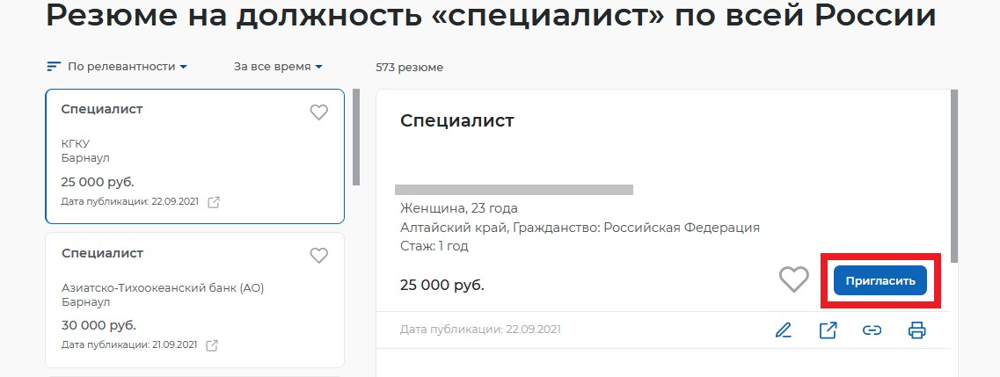 Резюме на должность «специалист» по всей России
По релевантности
За все время
573 резюме
Специалист
КГКУ
Барнаул
25 000 руб.
Дата публикации: 22.09.2021
Специалист
Азиатско-Тихоокеанский банк (АО)
Барнаул
30 000 руб.
Дата публикации: 21.09.2021
Специалист
Женщина, 23 года
Алтайский край, Гражданство: Российская Федерация
Стаж: 1 год
25 000 руб.
Пригласить
Дата публикации: 22.09.2021